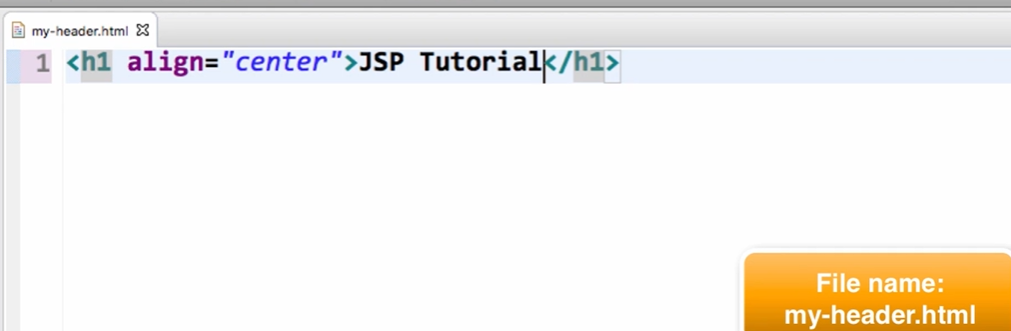 my-header.html
1 <h1 align="center">JSP Tutorial</h1>
File name:
my-header.html